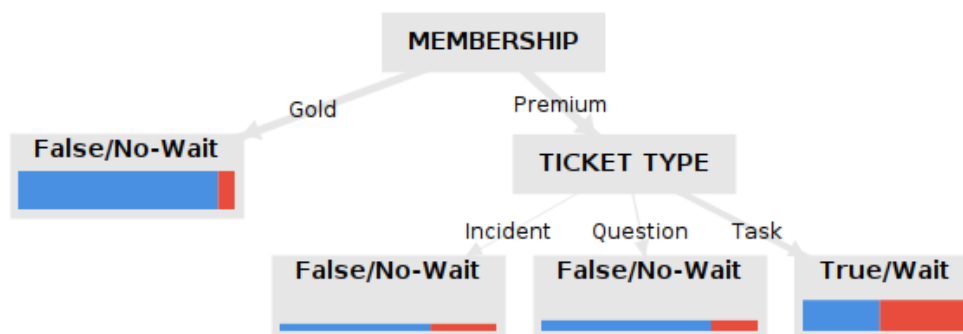 MEMBERSHIP
Gold
Premium
False/No-Wait
TICKET TYPE
Incident
Question
Task
False/No-Wait
False/No-Wait
True/Wait